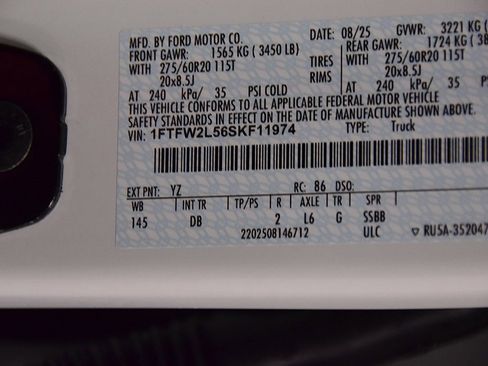 MFD. BY FORD MOTOR CO. DATE: 08/25 GVWR: 3221 KG (
FRONT GAWR: 1565 KG ( 3450 LB) REAR GAWR: 1724 KG ( 38
WITH 275/60R20 115T TIRES WITH 275/60R20 115T
20x8.5J RIMS 20x8.5J
AT 240 kPa/ 35 PSI COLD AT 240 kPa/ 35
THIS VEHICLE CONFORMS TO ALL APPLICABLE FEDERAL MOTOR VEHICLE
SAFETY STANDARDS IN EFFECT ON THE DATE OF MANUFACTURE SHOWN ABOVE
VIN: 1FTFW2L56SKF11974 TYPE: Truck
EXT PNT: YZ RC: 86 DSO:
WB INT TR TP/PS R AXLE TR SPR
145 DB 2 L6 G SSBB
2202508146712 ULC ▽ RU5A-352047